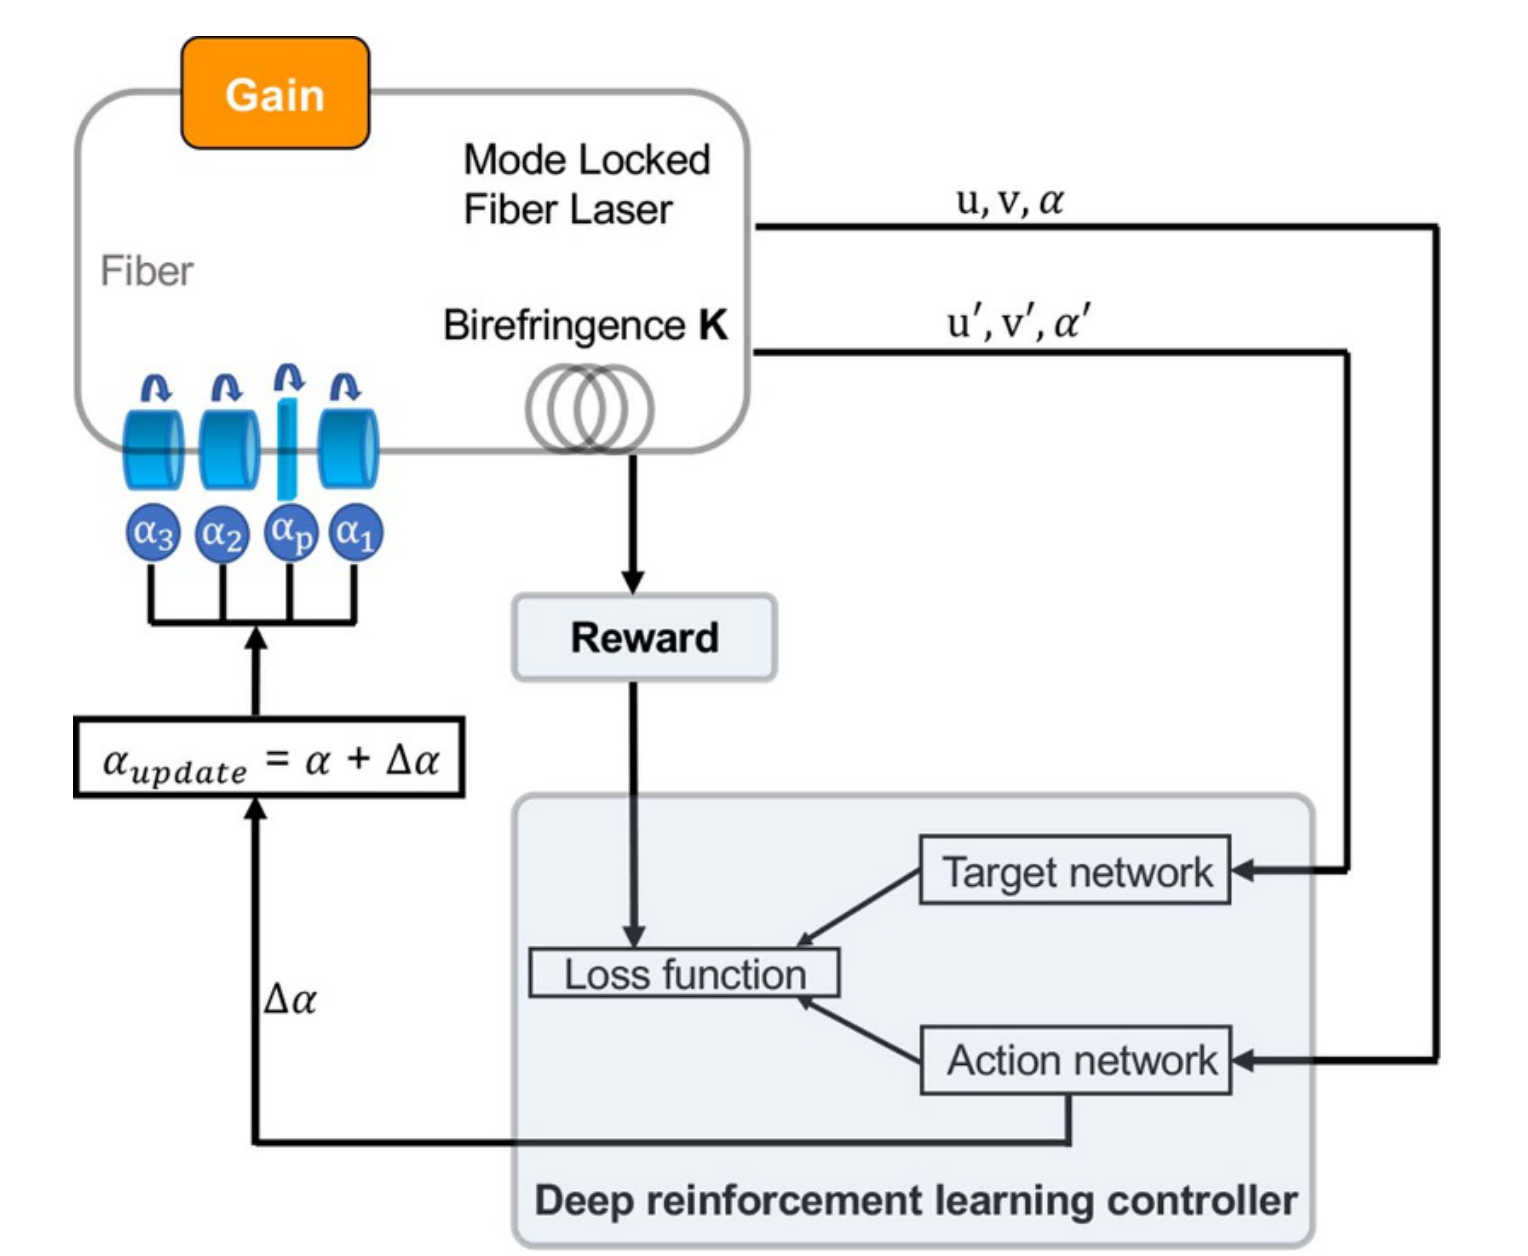 Gain
Mode Locked
Fiber Laser
u, v, α
Fiber
Birefringence K
u′, v′, α′
α3 α2 αp α1
Reward
αupdate = α + Δα
Target network
Loss function
Δα
Action network
Deep reinforcement learning controller